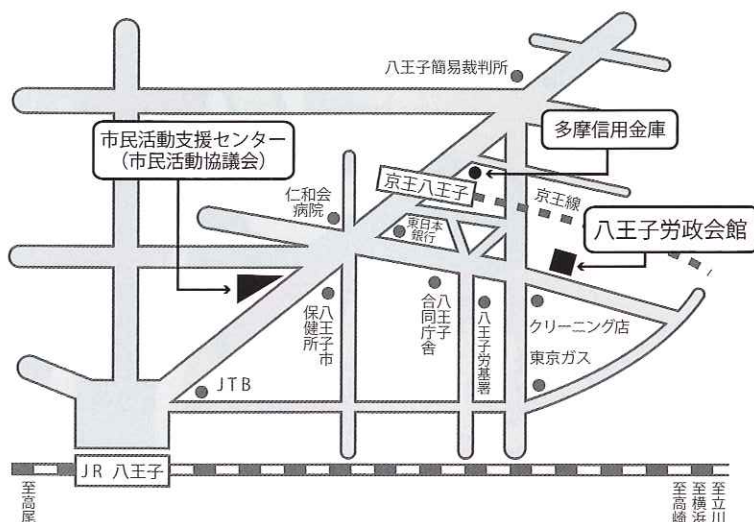 八王子簡易裁判所
市民活動支援センター
（市民活動協議会）
多摩信用金庫
京王八王子
京王線
仁和会
病院
東日本
銀行
八王子労政会館
八王子市
保健所
八王子
合同庁舎
八王子労基署
クリーニング店
東京ガス
JTB
JR 八王子
至高尾
至高崎
至横浜
至立川